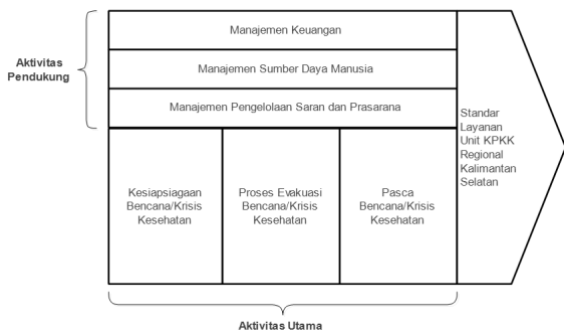 Manajemen Keuangan
Aktivitas
Pendukung
Manajemen Sumber Daya Manusia
Manajemen Pengelolaan Saran dan Prasarana
Standar
Layanan
Unit KPKK
Regional
Kalimantan
Selatan
Kesiapsiagaan
Bencana/Krisis
Kesehatan
Proses Evakuasi
Bencana/Krisis
Kesehatan
Pasca
Bencana/Krisis
Kesehatan
Aktivitas Utama